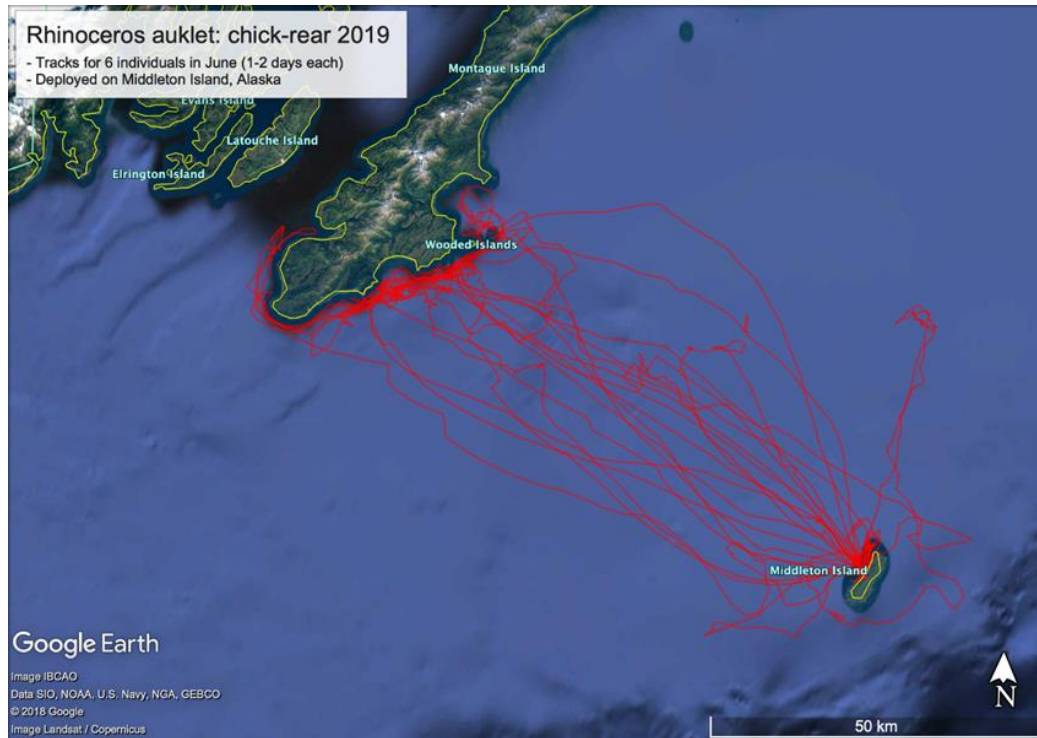 Rhinoceros auklet: chick-rear 2019
- Tracks for 6 individuals in June (1-2 days each)
- Deployed on Middleton Island, Alaska
Montague Island
Evans Island
Latouche Island
Elrington Island
Wooded Islands
Middleton Island
Google Earth
Image IBCAO
Data SIO, NOAA, U.S. Navy, NGA, GEBCO
© 2018 Google
Image Landsat / Copernicus
N
50 km